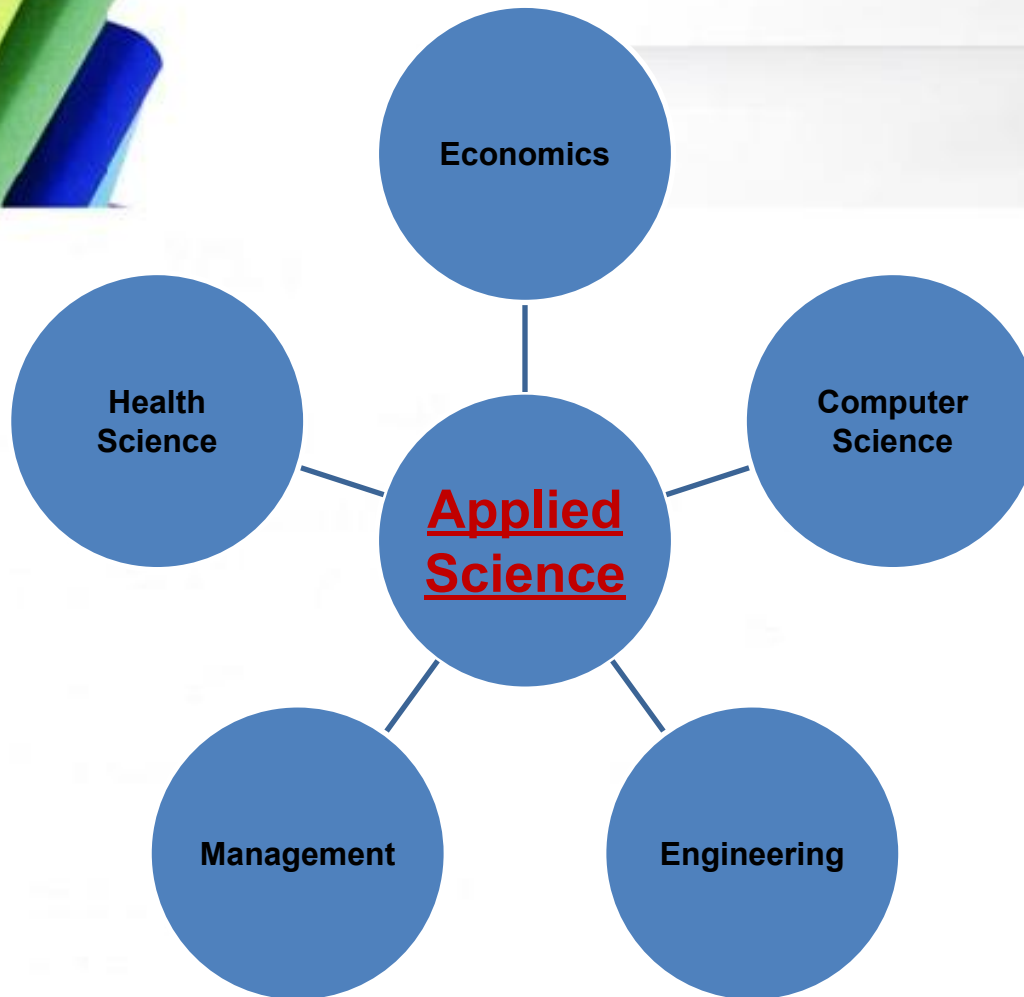 Economics
Health
Science
Computer
Science
Applied
Science
Management
Engineering